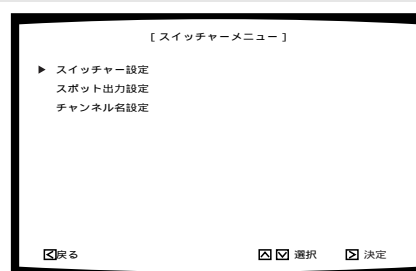 [スイッチャーメニュー]
▶ スイッチャー設定
スポット出力設定
チャンネル名設定
戻る 選択 決定